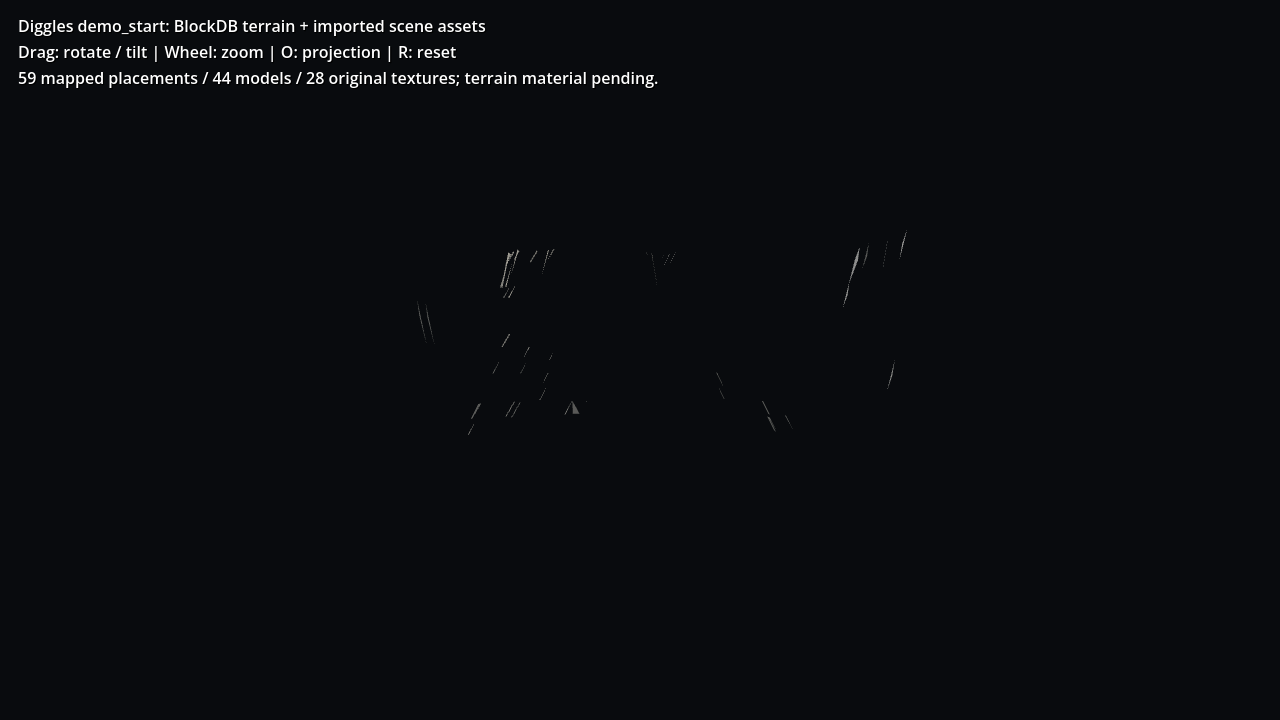 Diggles demo_start: BlockDB terrain + imported scene assets
Drag: rotate / tilt | Wheel: zoom | O: projection | R: reset
59 mapped placements / 44 models / 28 original textures; terrain material pending.